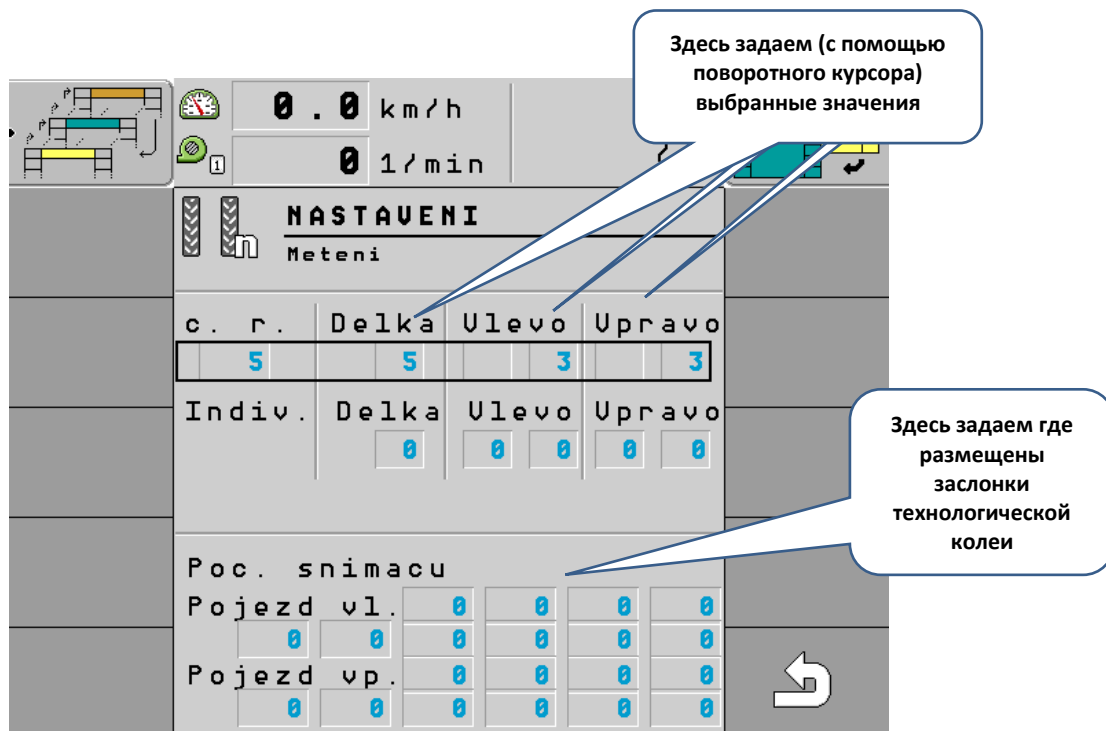 Здесь задаем (с помощью
поворотного курсора)
выбранные значения
0.0 km/h
1
0 1/min
/
NASTAVENI
n
Meteni
c. r. Delka Vlevo Vpravo
5 5 3 3
Indiv. Delka Vlevo Vpravo
0 0 0 0 0
Здесь задаем где
размещены
заслонки
технологической
колеи
Poc. snimacu
Pojezd vl. 0 0 0 0
0 0 0 0 0 0
Pojezd vp. 0 0 0 0
0 0 0 0 0 0